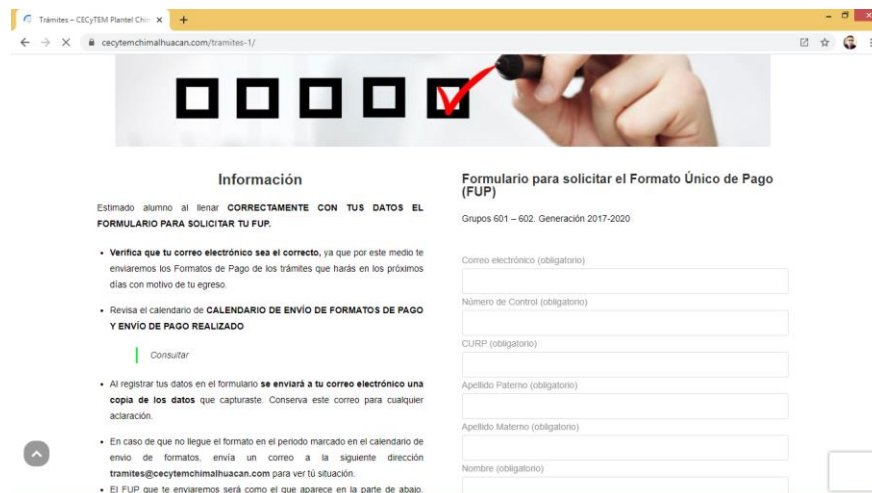 Trámites – CECyTEM Plantel Chi
cecytemchimalhuacan.com/tramites-1/
Información
Estimado alumno al llenar CORRECTAMENTE CON TUS DATOS EL
FORMULARIO PARA SOLICITAR TU FUP.
• Verifica que tu correo electrónico sea el correcto, ya que por este medio te
enviaremos los Formatos de Pago de los trámites que harás en los próximos
días con motivo de tu egreso.
• Revisa el calendario de CALENDARIO DE ENVÍO DE FORMATOS DE PAGO
Y ENVÍO DE PAGO REALIZADO
Consultar
• Al registrar tus datos en el formulario se enviará a tu correo electrónico una
copia de los datos que capturaste. Conserva este correo para cualquier
aclaración.
• En caso de que no llegue el formato en el periodo marcado en el calendario de
envio de formatos, envía un correo a la siguiente dirección
tramites@cecytemchimalhuacan.com para ver tú situación.
• El FUP que te enviaremos será como el que aparece en la parte de abajo.
Formulario para solicitar el Formato Único de Pago
(FUP)
Grupos 601 – 602. Generación 2017-2020
Correo electrónico (obligatorio)
Número de Control (obligatorio)
CURP (obligatorio)
Apellido Paterno (obligatorio)
Apellido Materno (obligatorio)
Nombre (obligatorio)